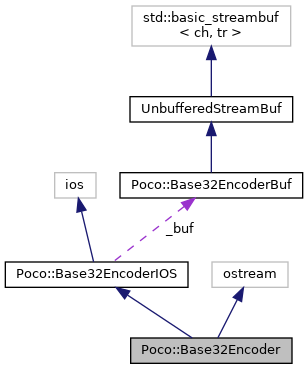 std::basic_streambuf
< ch, tr >
UnbufferedStreamBuf
ios
Poco::Base32EncoderBuf
_buf
Poco::Base32EncoderIOS
ostream
Poco::Base32Encoder